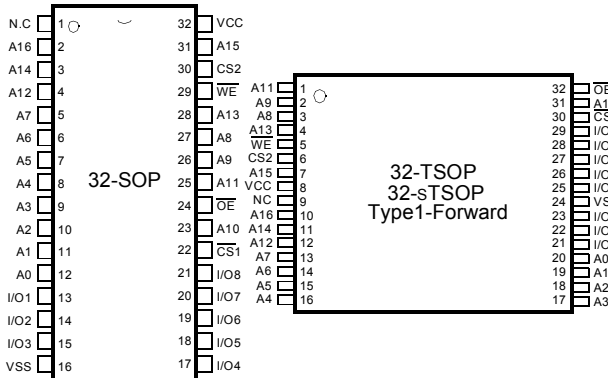 N.C 1 32 VCC
A16 2 31 A15
A14 3 30 CS2
A12 4 29 WE
A7 5 28 A13
A6 6 27 A8
A5 7 26 A9
A4 8 32-SOP 25 A11
A3 9 24 OE
A2 10 23 A10
A1 11 22 CS1
A0 12 21 I/O8
I/O1 13 20 I/O7
I/O2 14 19 I/O6
I/O3 15 18 I/O5
VSS 16 17 I/O4
A11 1 32 OE
A9 2 31
A8 3 30
A13 4 29
WE 5 28
CS2 6 27
A15 7 26
VCC 8 25
NC 9 24
A16 10 23
A14 11 22
A12 12 21
A7 13 20 A0
A6 14 19 A1
A5 15 18 A2
A4 16 17 A3
32-TSOP
32-sTSOP
Type1-Forward